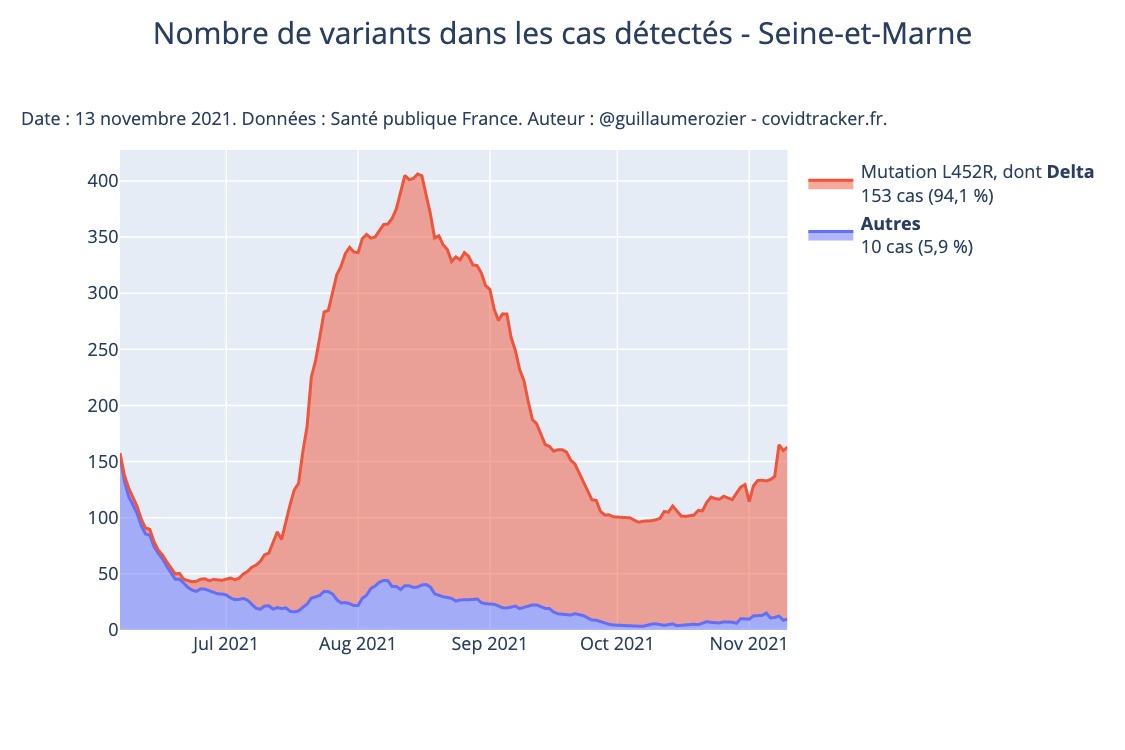 Nombre de variants dans les cas détectés - Seine-et-Marne
Date : 13 novembre 2021. Données : Santé publique France. Auteur : @guillaumerozier - covidtracker.fr.
Mutation L452R, dont Delta
153 cas (94,1 %)
Autres
10 cas (5,9 %)
400
350
300
250
200
150
100
50
0
Jul 2021
Aug 2021
Sep 2021
Oct 2021
Nov 2021